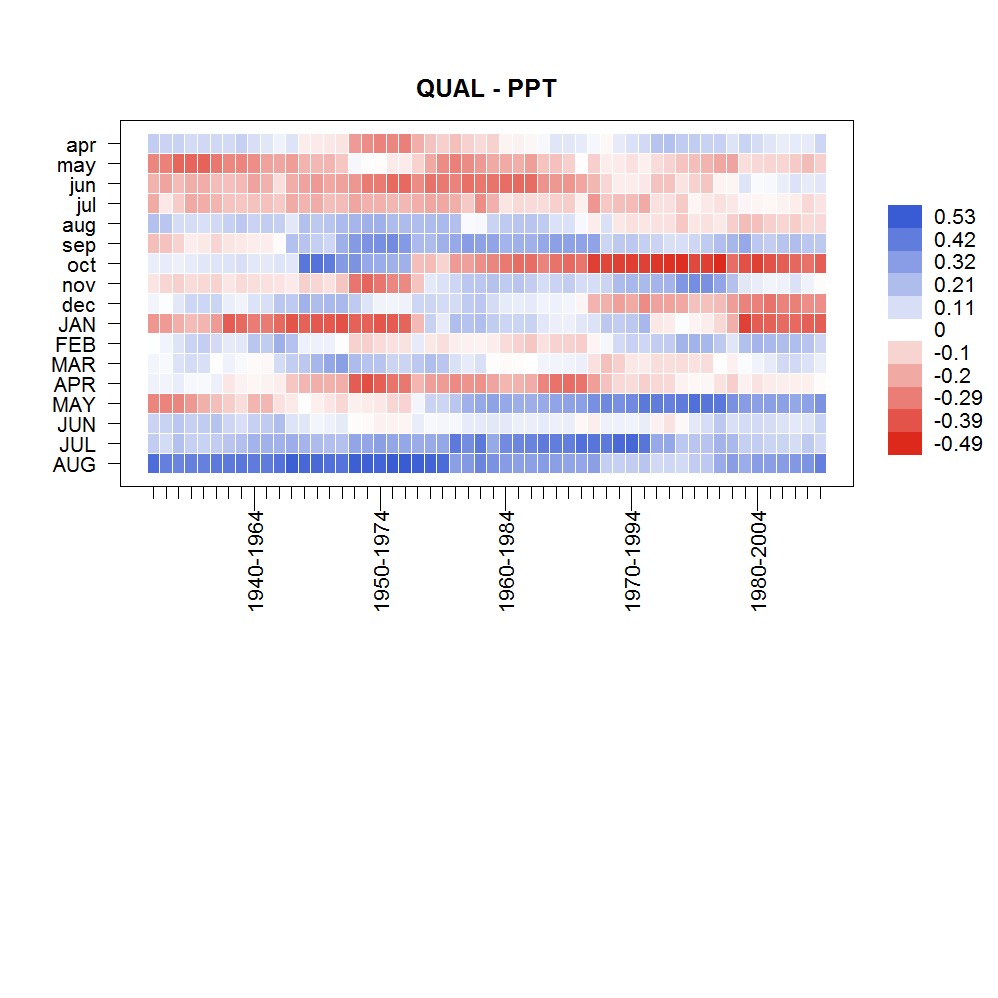 QUAL - PPT
apr
may
jun
jul
aug
sep
oct
nov
dec
JAN
FEB
MAR
APR
MAY
JUN
JUL
AUG
1940-1964
1950-1974
1960-1984
1970-1994
1980-2004
0.53
0.42
0.32
0.21
0.11
0
-0.1
-0.2
-0.29
-0.39
-0.49